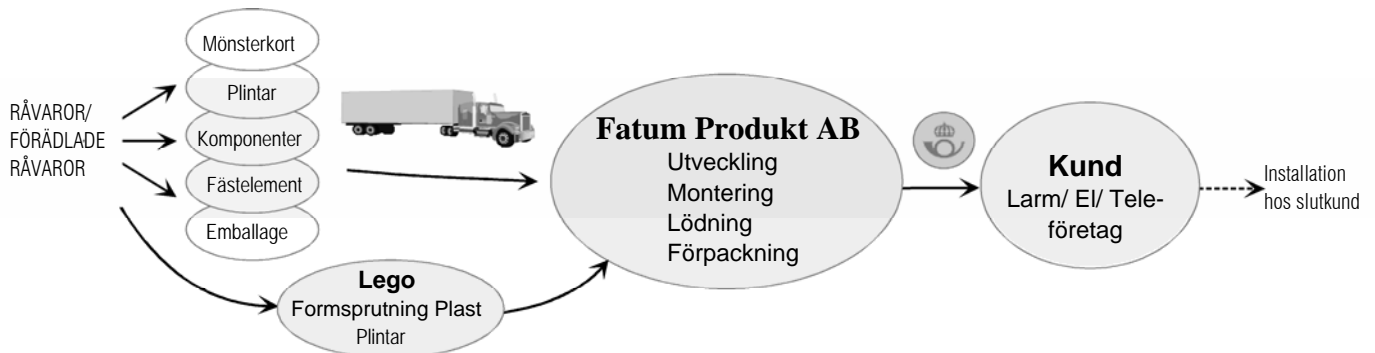 RÅVAROR/
FÖRÄDLADE
RÅVAROR
Mönsterkort
Plintar
Komponenter
Fästelement
Emballage
Lego
Formsprutning Plast
Plintar
Fatum Produkt AB
Utveckling
Montering
Lödning
Förpackning
Kund
Larm/ El/ Tele-
företag
Installation
hos slutkund